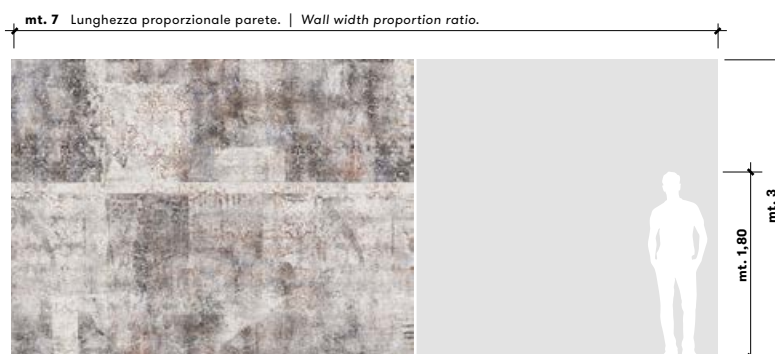 mt. 7 Lunghezza proporzionale parete. | Wall width proportion ratio.
mt. 3
mt. 1,80